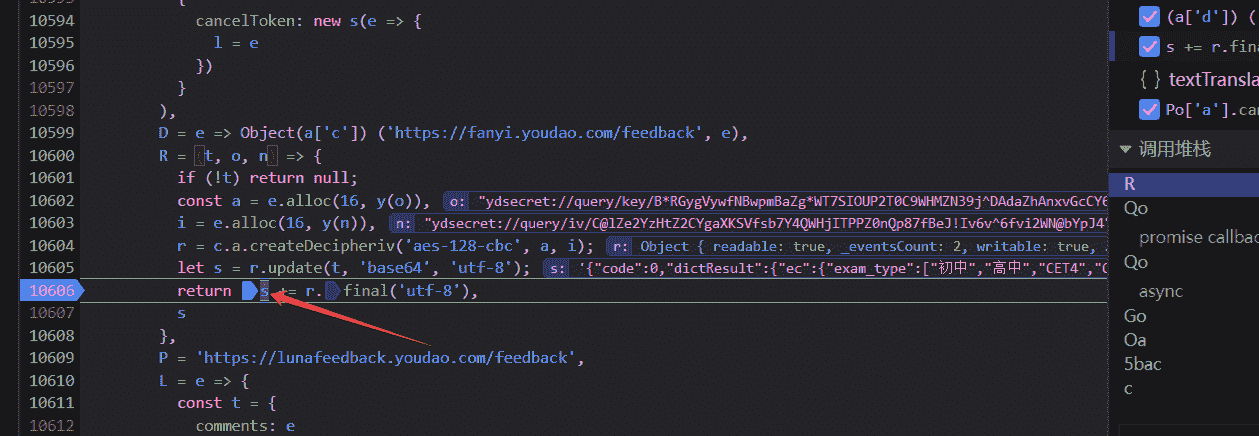 10594 cancelToken: new s(e => {
10595 l = e
10596 })
10597 }
10598 ),
10599 D = e => Object(a['c']) ('https://fanyi.youdao.com/feedback', e),
10600 R = (t, o, n) => {
10601 if (!t) return null;
10602 const a = e.alloc(16, y(o)), o: "ydsecret://query/key/B*RGygVywfNBwpmBaZg*WT7SIOUP2T0C9WHMZN39j^DAdaZhAnxvGcCY6
10603 i = e.alloc(16, y(n)), n: "ydsecret://query/iv/C@lZe2YzHtZ2CYgaXKSVfsb7Y4QWHjITPPZ0nQp87fBeJ!Iv6v^6fvi2WN@bYpJ4
10604 r = c.a.createDecipheriv('aes-128-cbc', a, i); r: Object { readable: true, _eventsCount: 2, writable: true,
10605 let s = r.update(t, 'base64', 'utf-8'); s: '{"code":0,"dictResult":{"ec":{"exam_type":["初中","高中","CET4","C
10606 return s += r. final('utf-8'),
10607 s
10608 },
10609 P = 'https://lunafeedback.youdao.com/feedback',
10610 L = e => {
10611 const t = {
10612 comments: e
(a['d']) (
s += r.fina
{ } textTransla
Po['a'].can
调用堆栈
R
Qo
promise callba
Qo
async
Go
Oa
5bac
c